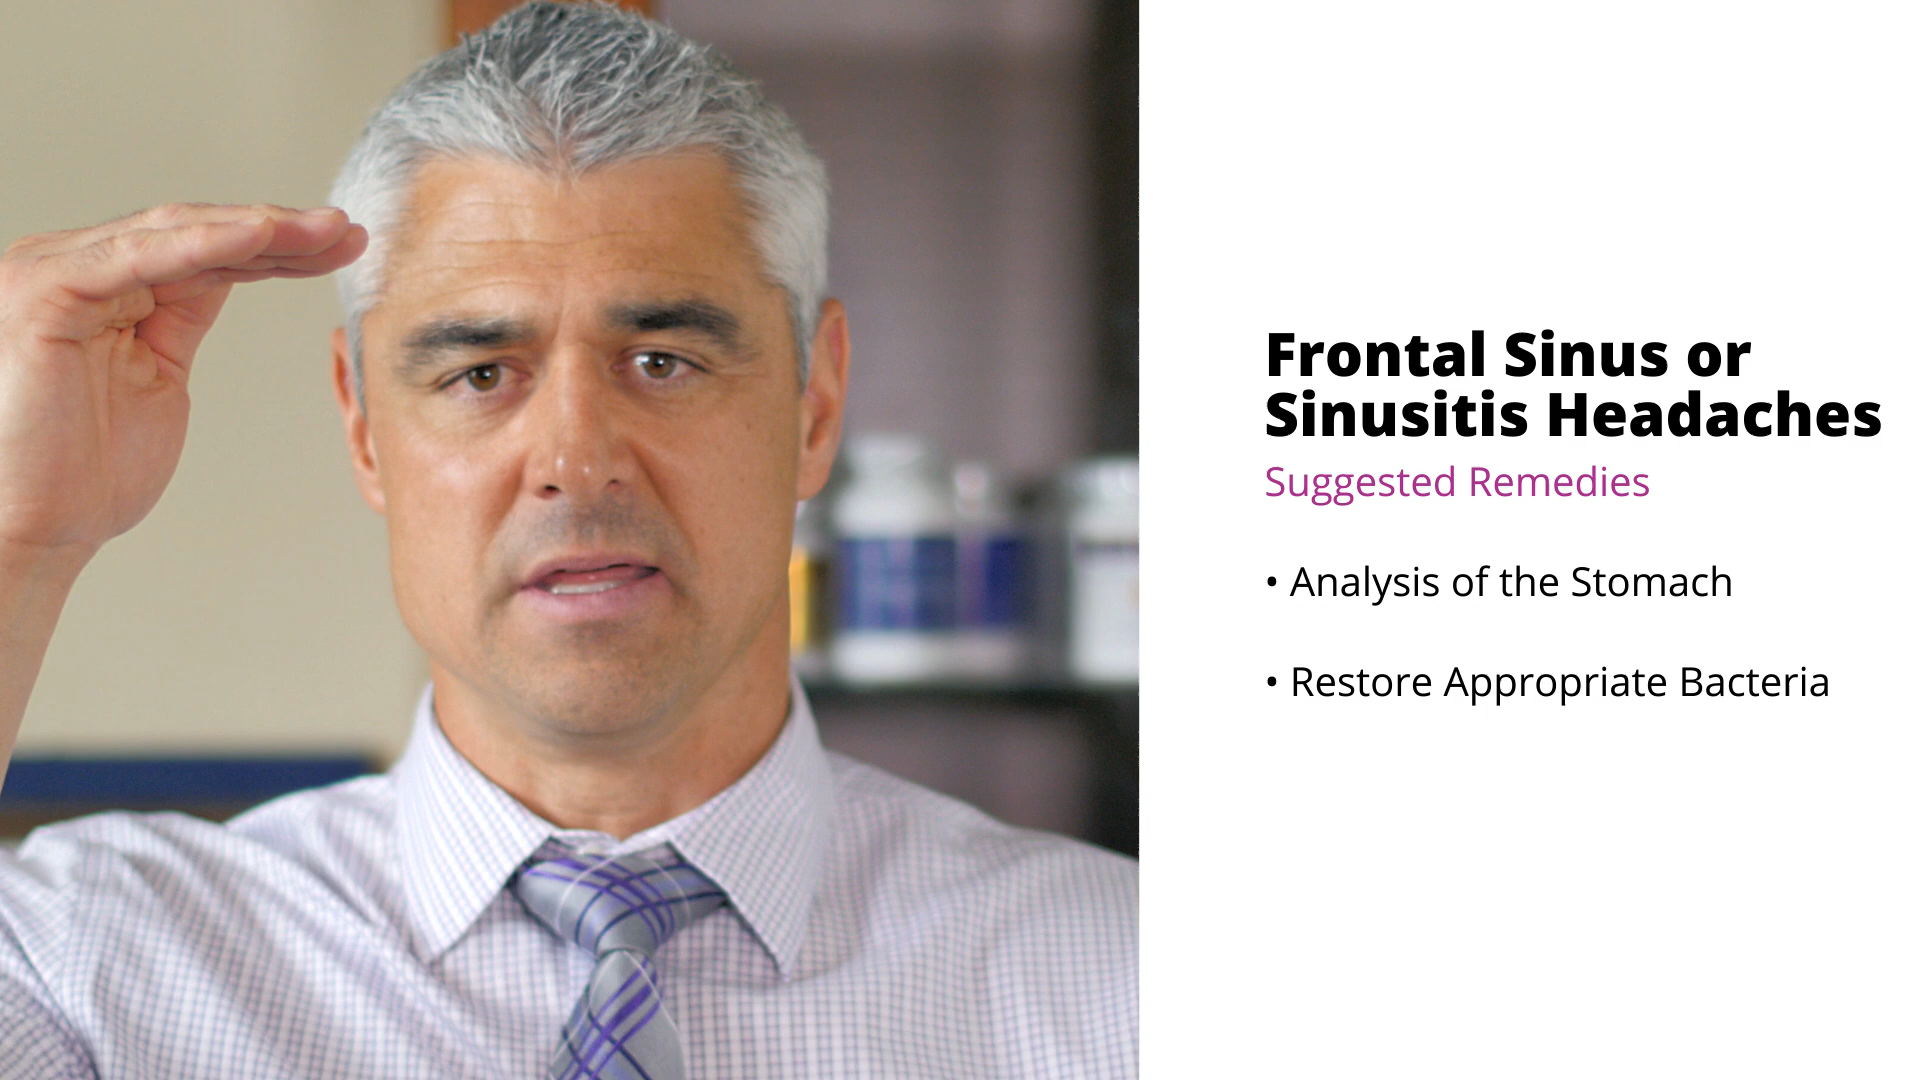 Frontal Sinus or
Sinusitis Headaches
Suggested Remedies
• Analysis of the Stomach
• Restore Appropriate Bacteria